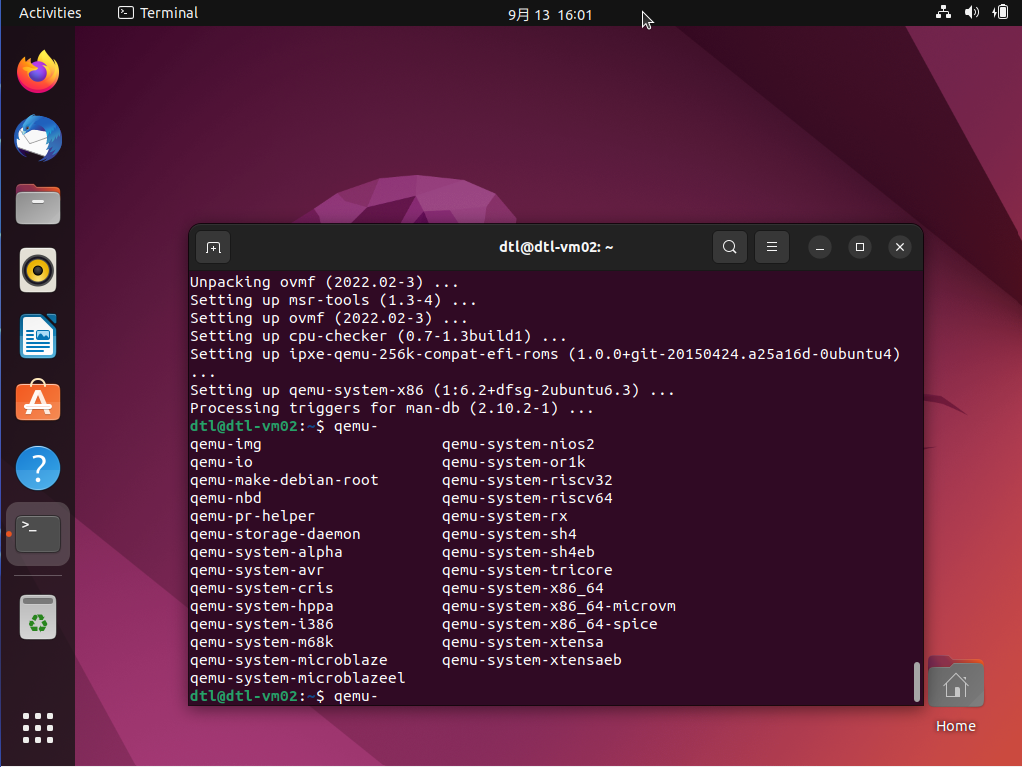 Activities Terminal 9月 13 16:01
dtl@dtl-vm02: ~
Unpacking ovmf (2022.02-3) ...
Setting up msr-tools (1.3-4) ...
Setting up ovmf (2022.02-3) ...
Setting up cpu-checker (0.7-1.3build1) ...
Setting up ipxe-qemu-256k-compat-efi-roms (1.0.0+git-20150424.a25a16d-0ubuntu4)
...
Setting up qemu-system-x86 (1:6.2+dfsg-2ubuntu6.3) ...
Processing triggers for man-db (2.10.2-1) ...
dtl@dtl-vm02:~$ qemu-
qemu-img qemu-system-nios2
qemu-io qemu-system-or1k
qemu-make-debian-root qemu-system-riscv32
qemu-nbd qemu-system-riscv64
qemu-pr-helper qemu-system-rx
qemu-storage-daemon qemu-system-sh4
qemu-system-alpha qemu-system-sh4eb
qemu-system-avr qemu-system-tricore
qemu-system-cris qemu-system-x86_64
qemu-system-hppa qemu-system-x86_64-microvm
qemu-system-i386 qemu-system-x86_64-spice
qemu-system-m68k qemu-system-xtensa
qemu-system-microblaze qemu-system-xtensaeb
qemu-system-microblazeel
dtl@dtl-vm02:~$ qemu-
Home